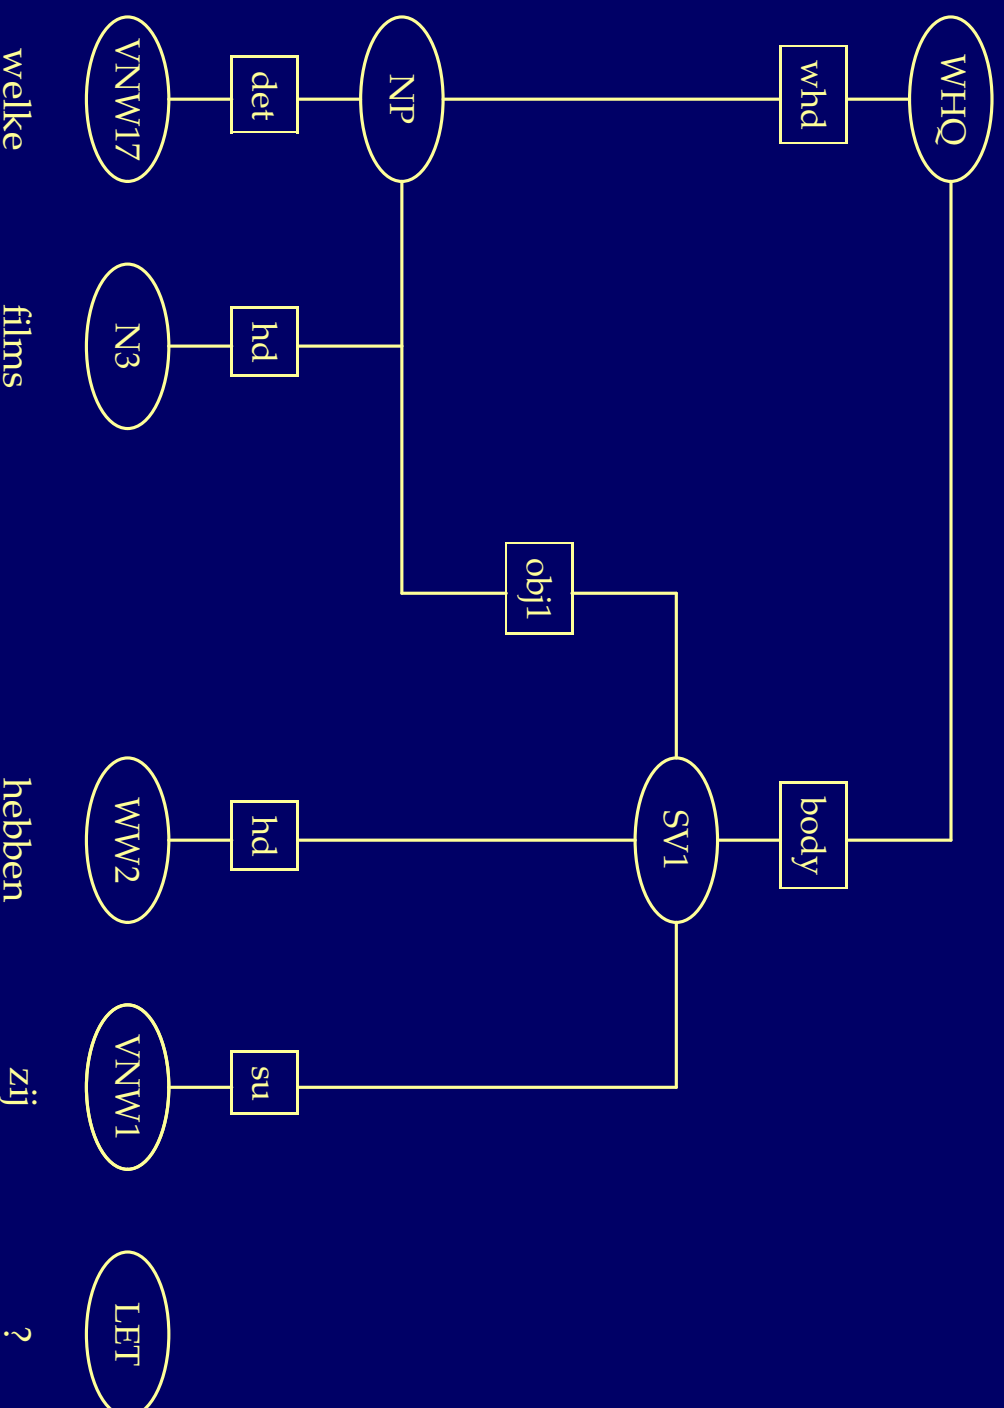 WHQ
whd body
SV1
obj1
NP
det hd hd su
VNW17 N3 WW2 VNW1 LET
welke films hebben zij ?